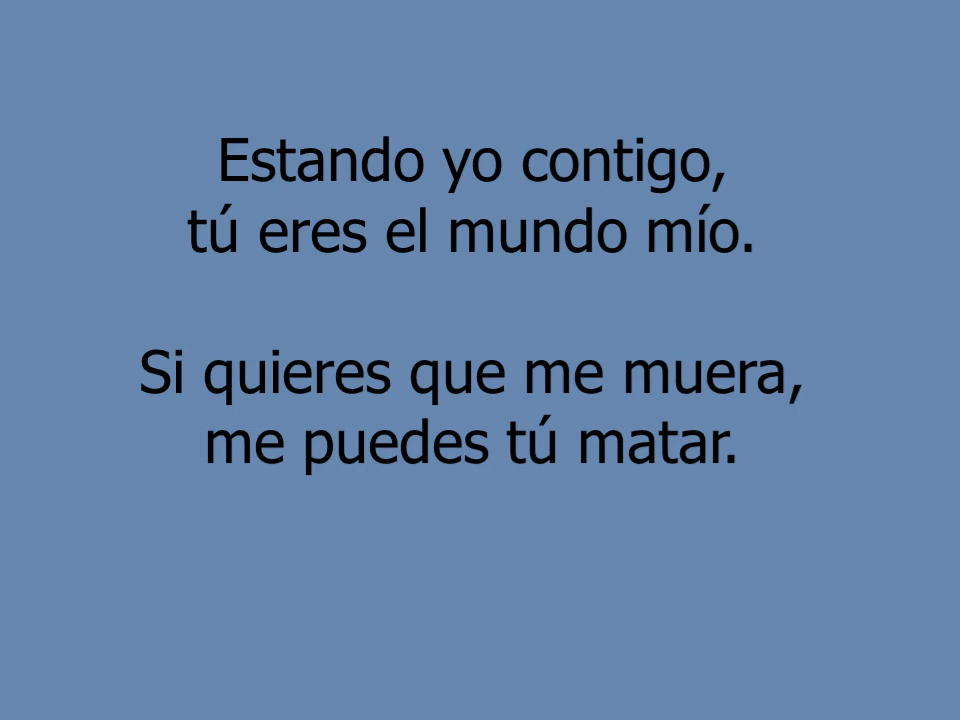 Estando yo contigo,
tú eres el mundo mío.
Si quieres que me muera,
me puedes tú matar.